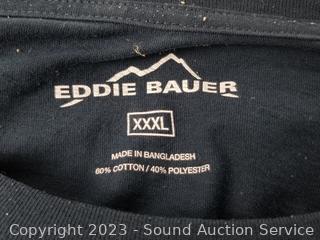 EDDIE BAUER
XXXL
MADE IN BANGLADESH
60% COTTON / 40% POLYESTER
Copyright 2023 - Sound Auction Service